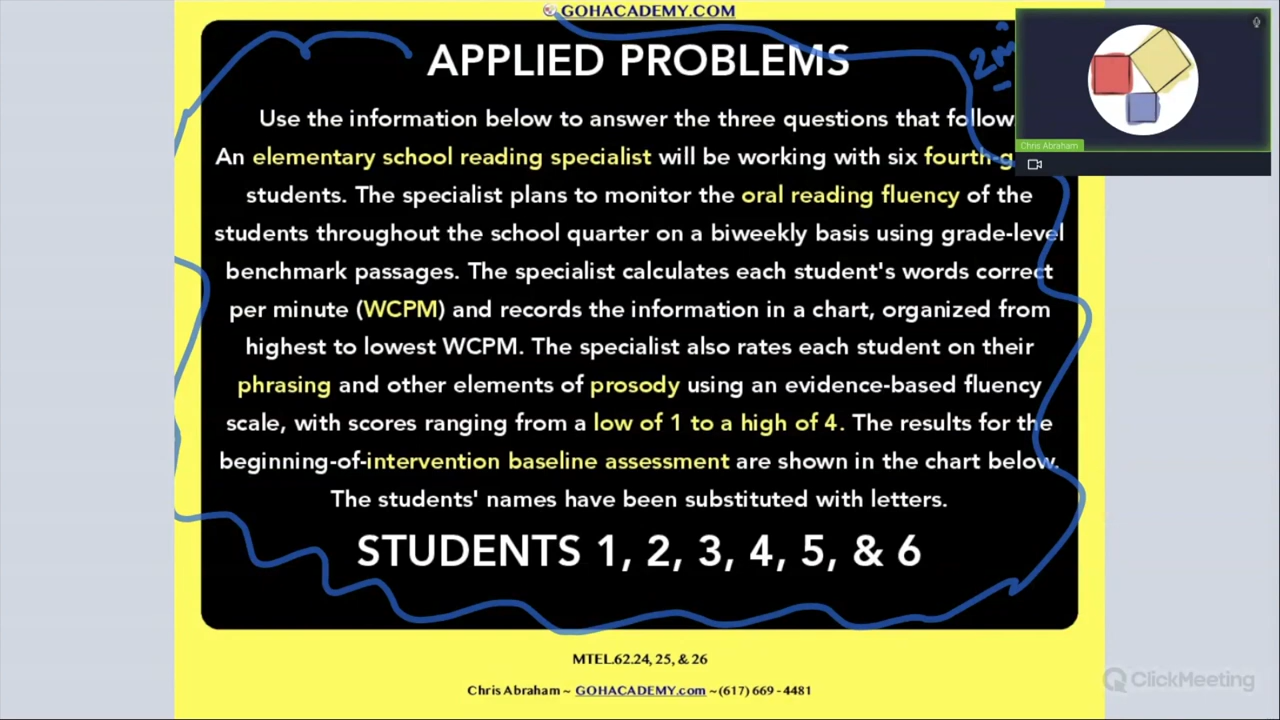 GOHACADEMY.COM
APPLIED PROBLEMS
Use the information below to answer the three questions that follow
An elementary school reading specialist will be working with six fourth-g
students. The specialist plans to monitor the oral reading fluency of the
students throughout the school quarter on a biweekly basis using grade-level
benchmark passages. The specialist calculates each student's words correct
per minute (WCPM) and records the information in a chart, organized from
highest to lowest WCPM. The specialist also rates each student on their
phrasing and other elements of prosody using an evidence-based fluency
scale, with scores ranging from a low of 1 to a high of 4. The results for the
beginning-of-intervention baseline assessment are shown in the chart below.
The students' names have been substituted with letters.
STUDENTS 1, 2, 3, 4, 5, & 6
MTEL.62.24, 25, & 26
Chris Abraham ~ GOHACADEMY.com ~(617) 669 - 4481
Chris Abraham
ClickMeeting